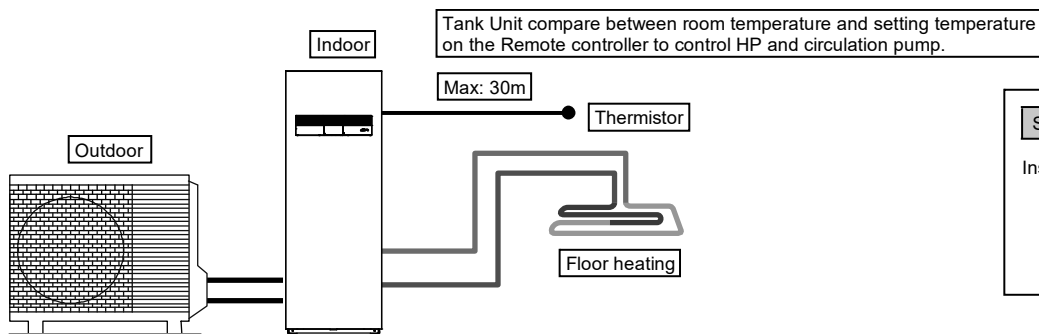 Tank Unit compare between room temperature and setting temperature
on the Remote controller to control HP and circulation pump.
Indoor
Max: 30m
Thermistor
Outdoor
Floor heating